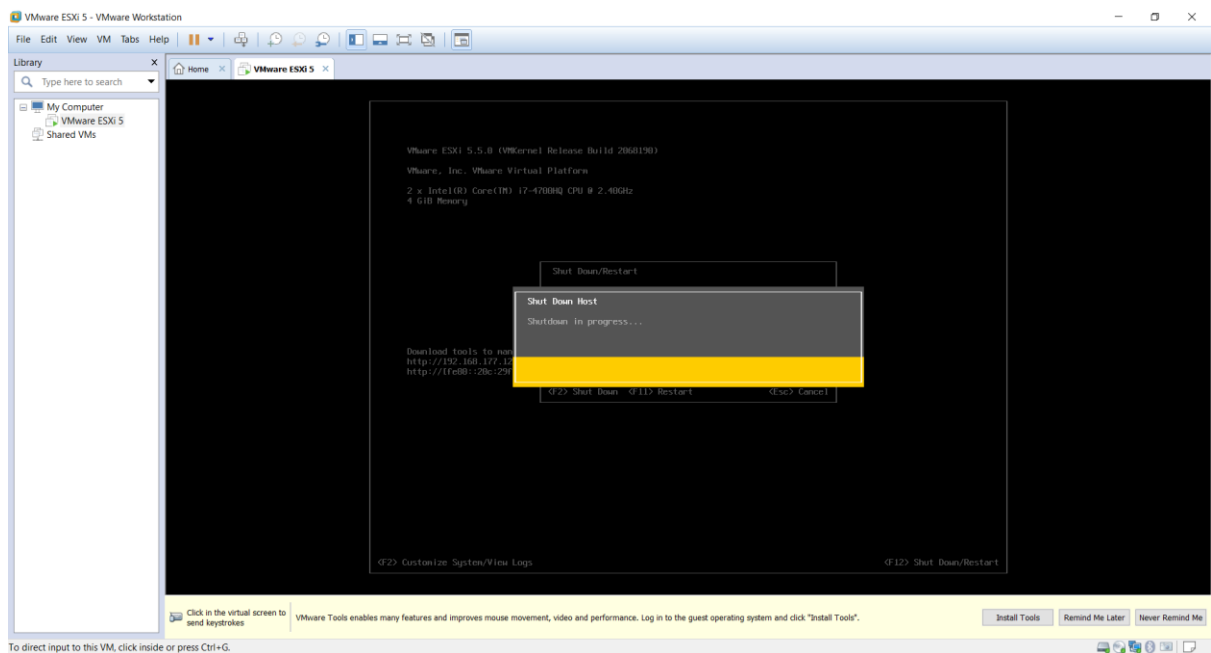 VMware ESXi 5 - VMware Workstation
File Edit View VM Tabs Help
Library X
Home VMware ESXi 5
Type here to search
My Computer
VMware ESXi 5
Shared VMs
VMware ESXi 5.5.0 (VMKernel Release Build 2068190)
VMware, Inc. VMware Virtual Platform
2 x Intel(R) Core(TM) i7-4700HQ CPU @ 2.40GHz
4 GiB Memory
Shut Down/Restart
Shut Down Host
Shutdown in progress...
Download tools to man
http://192.168.177.12
http://[fe80::20c:29f
<F2> Shut Down <F11> Restart <Esc> Cancel
<F2> Customize System/View Logs <F12> Shut Down/Restart
Click in the virtual screen to
send keystrokes
VMware Tools enables many features and improves mouse movement, video and performance. Log in to the guest operating system and click "Install Tools".
Install Tools Remind Me Later Never Remind Me
To direct input to this VM, click inside or press Ctrl+G.